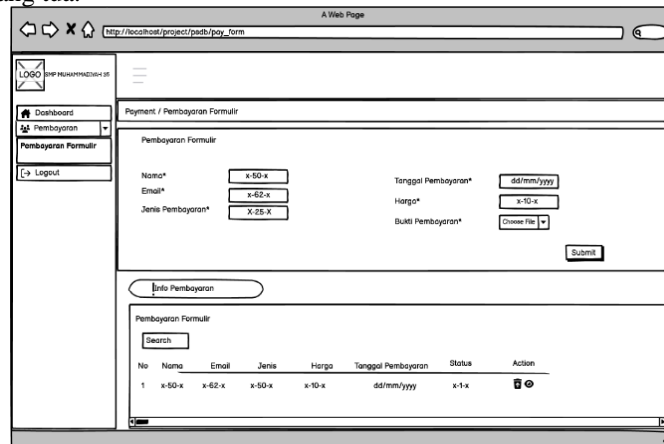 A Web Page
http://localhost/project/psdb/pay_form
LOGO SMP MUHAMMADIYAH 35
Dashboard
Pembayaran
Pembayaran Formulir
Logout
Payment / Pembayaran Formulir
Pembayaran Formulir
Nama* x-50-x
Email* x-62-x
Jenis Pembayaran* X-25-X
Tanggal Pembayaran* dd/mm/yyyy
Harga* x-10-x
Bukti Pembayaran* Choose File
Submit
Info Pembayaran
Pembayaran Formulir
Search
No Nama Email Jenis Harga Tanggal Pembayaran Status Action
1 x-50-x x-62-x x-50-x x-10-x dd/mm/yyyy x-1-x